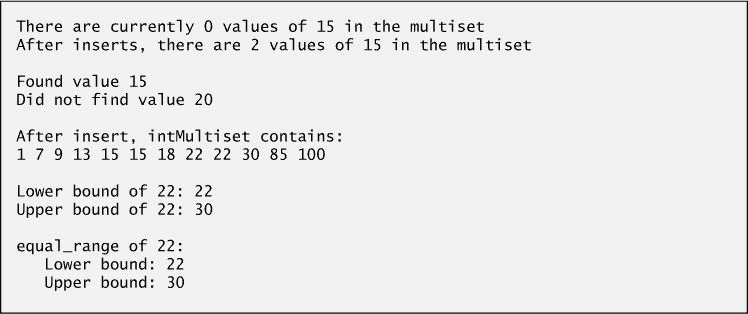 There are currently 0 values of 15 in the multiset
After inserts, there are 2 values of 15 in the multiset
Found value 15
Did not find value 20
After insert, intMultiset contains:
1 7 9 13 15 15 18 22 22 30 85 100
Lower bound of 22: 22
Upper bound of 22: 30
equal_range of 22:
   Lower bound: 22
   Upper bound: 30